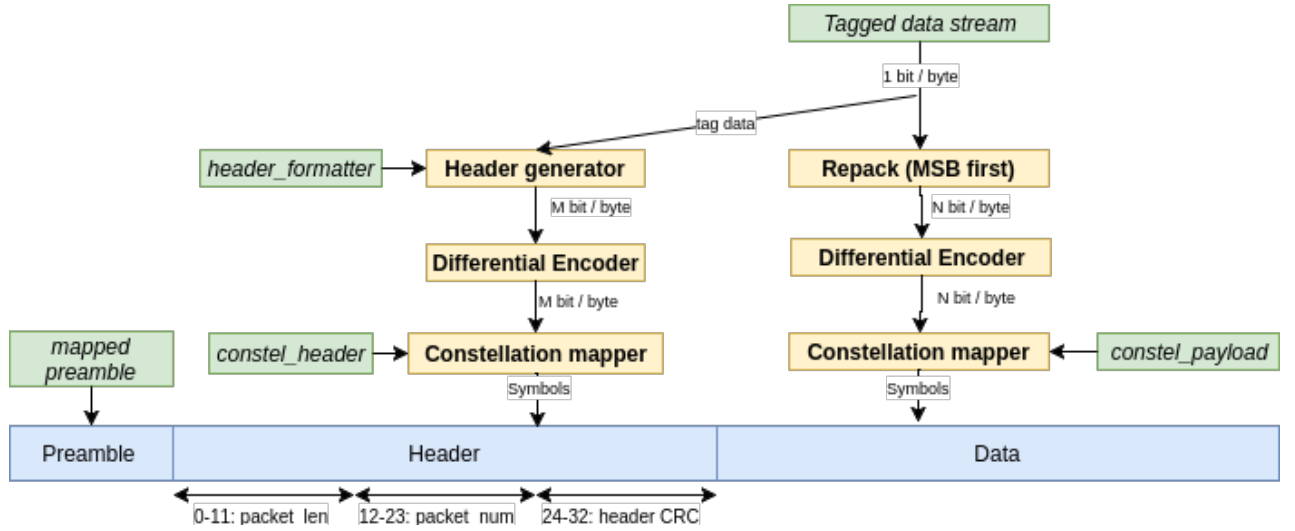 Tagged data stream
1 bit / byte
tag data
header_formatter
Header generator
Repack (MSB first)
M bit / byte
N bit / byte
Differential Encoder
Differential Encoder
M bit / byte
N bit / byte
mapped
preamble
constel_header
Constellation mapper
Constellation mapper
constel_payload
Symbols
Symbols
Preamble
Header
Data
0-11: packet_len
12-23: packet_num
24-32: header CRC